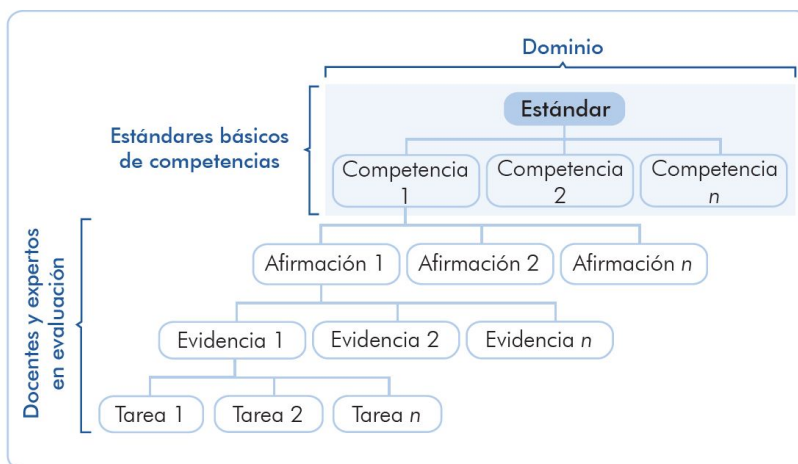 Dominio
Estándares básicos
de competencias
Estándar
Competencia
1
Competencia
2
Competencia
n
Docentes y expertos
en evaluación
Afirmación 1
Afirmación 2
Afirmación n
Evidencia 1
Evidencia 2
Evidencia n
Tarea 1
Tarea 2
Tarea n